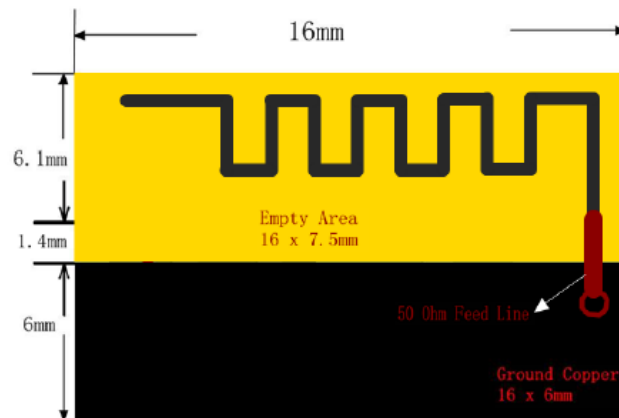 16mm
6.1mm
Empty Area
16 x 7.5mm
1.4mm
6mm
50 Ohm Feed Line
Ground Copper
16 x 6mm